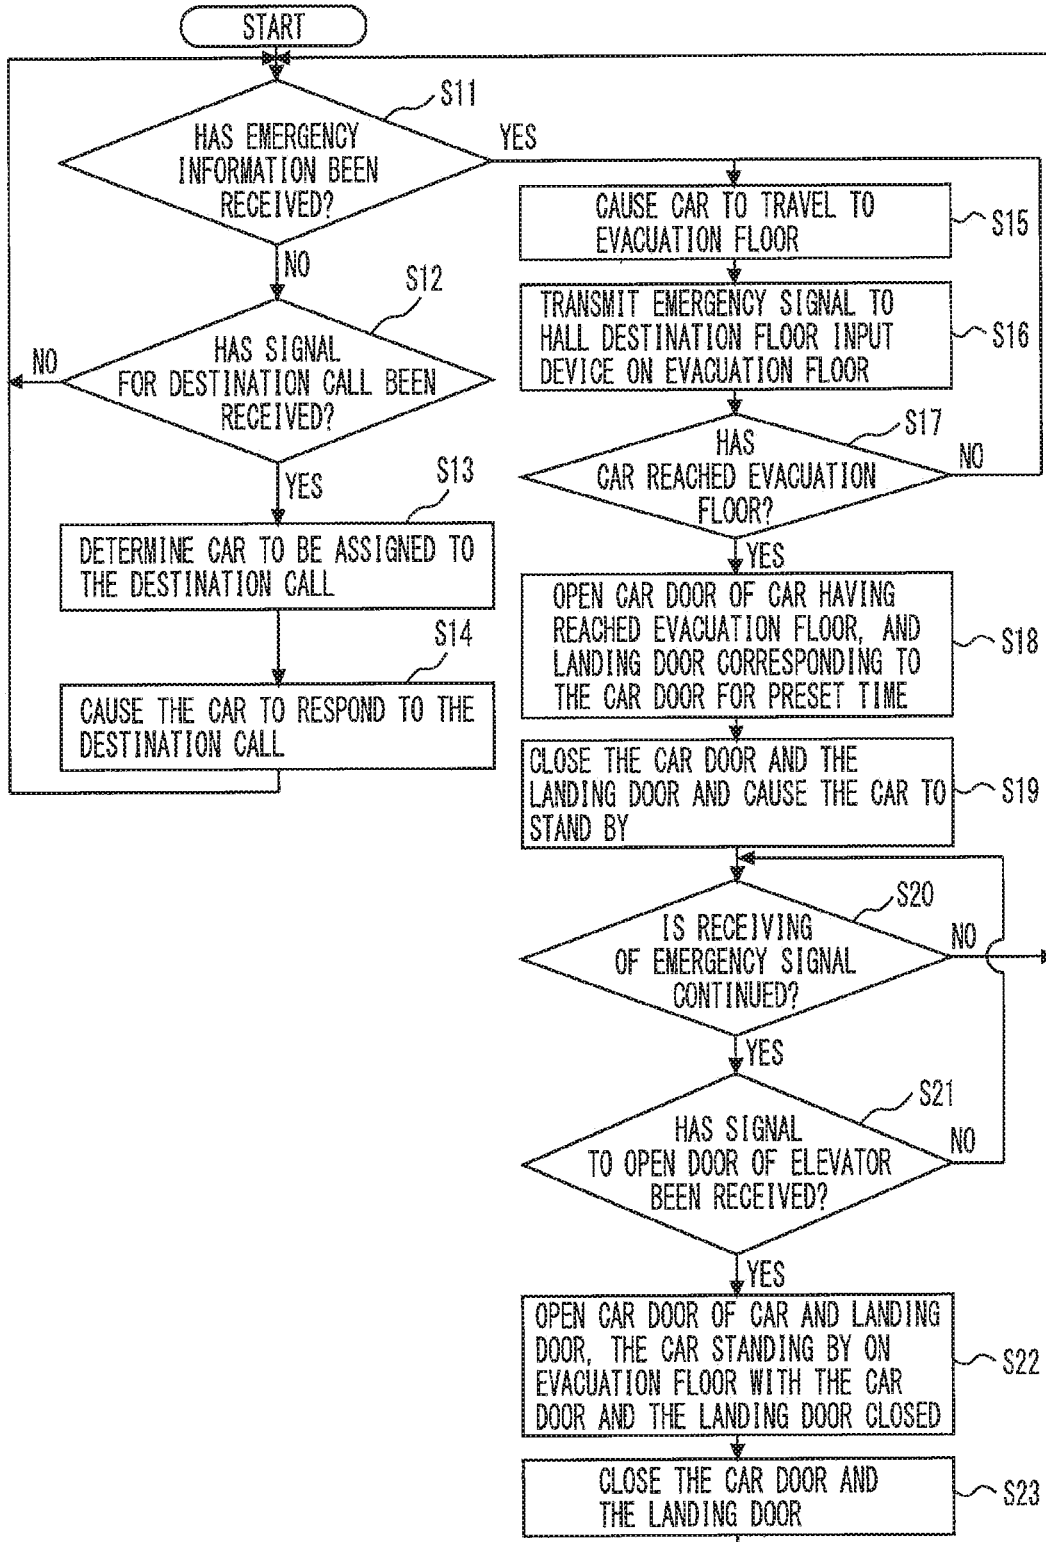 START
S11
HAS EMERGENCY
INFORMATION BEEN
RECEIVED?
YES
NO
S12
HAS SIGNAL
FOR DESTINATION CALL BEEN
RECEIVED?
NO
YES
S13
DETERMINE CAR TO BE ASSIGNED TO
THE DESTINATION CALL
S14
CAUSE THE CAR TO RESPOND TO THE
DESTINATION CALL
CAUSE CAR TO TRAVEL TO
EVACUATION FLOOR
S15
TRANSMIT EMERGENCY SIGNAL TO
HALL DESTINATION FLOOR INPUT
DEVICE ON EVACUATION FLOOR
S16
S17
HAS
CAR REACHED EVACUATION
FLOOR?
NO
YES
OPEN CAR DOOR OF CAR HAVING
REACHED EVACUATION FLOOR, AND
LANDING DOOR CORRESPONDING TO
THE CAR DOOR FOR PRESET TIME
S18
CLOSE THE CAR DOOR AND THE
LANDING DOOR AND CAUSE THE CAR TO
STAND BY
S19
S20
IS RECEIVING
OF EMERGENCY SIGNAL
CONTINUED?
NO
YES
S21
HAS SIGNAL
TO OPEN DOOR OF ELEVATOR
BEEN RECEIVED?
NO
YES
OPEN CAR DOOR OF CAR AND LANDING
DOOR, THE CAR STANDING BY ON
EVACUATION FLOOR WITH THE CAR
DOOR AND THE LANDING DOOR CLOSED
S22
CLOSE THE CAR DOOR AND
THE LANDING DOOR
S23